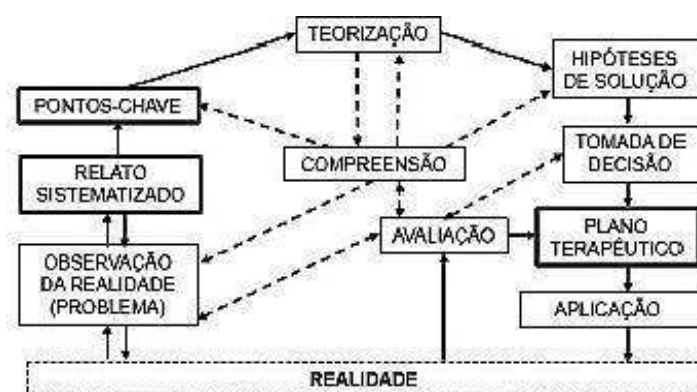 TEORIZAÇÃO
HIPÓTESES
DE SOLUÇÃO
PONTOS-CHAVE
TOMADA DE
DECISÃO
COMPREENSÃO
RELATO
SISTEMATIZADO
AVALIAÇÃO
PLANO
TERAPÊUTICO
OBSERVAÇÃO
DA REALIDADE
(PROBLEMA)
APLICAÇÃO
REALIDADE